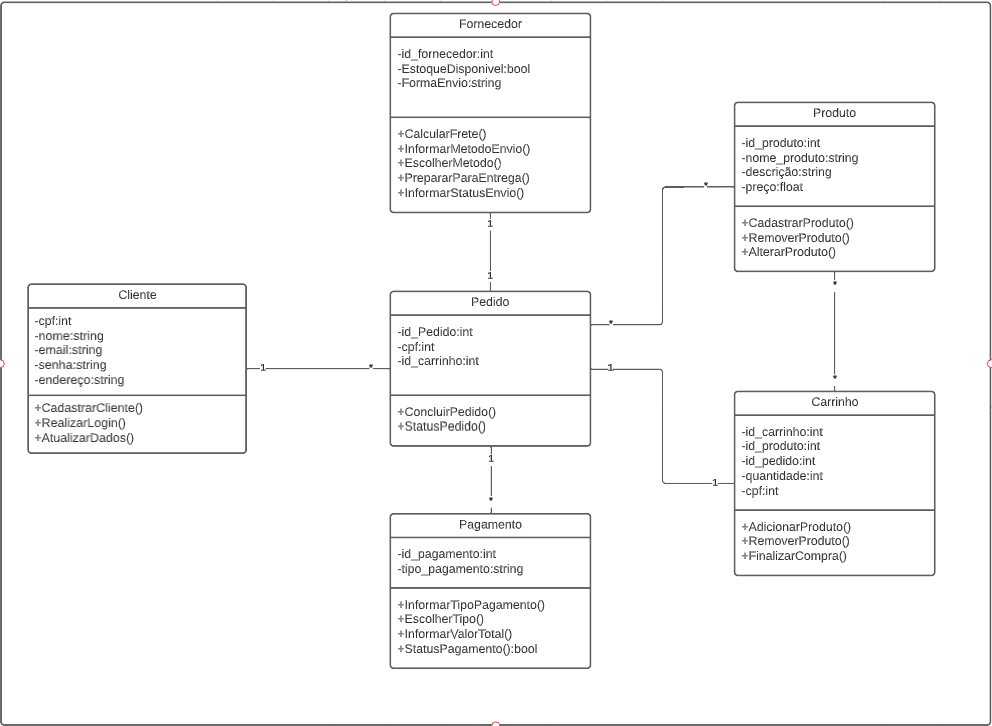 Fornecedor
-id_fornecedor:int
-EstoqueDisponivel:bool
-FormaEnvio:string
+CalcularFrete()
+InformarMetodoEnvio()
+EscolherMetodo()
+PrepararParaEntrega()
+InformarStatusEnvio()
1
1
Produto
-id_produto:int
-nome_produto:string
-descrição:string
-preço:float
+CadastrarProduto()
+RemoverProduto()
+AlterarProduto()
*
*
*
*
Cliente
-cpf:int
-nome:string
-email:string
-senha:string
-endereço:string
+CadastrarCliente()
+RealizarLogin()
+AtualizarDados()
1
*
Pedido
-id_Pedido:int
-cpf:int
-id_carrinho:int
+ConcluirPedido()
+StatusPedido()
1
1
1
*
Carrinho
-id_carrinho:int
-id_produto:int
-id_pedido:int
-quantidade:int
-cpf:int
+AdicionarProduto()
+RemoverProduto()
+FinalizarCompra()
Pagamento
-id_pagamento:int
-tipo_pagamento:string
+InformarTipoPagamento()
+EscolherTipo()
+InformarValorTotal()
+StatusPagamento():bool